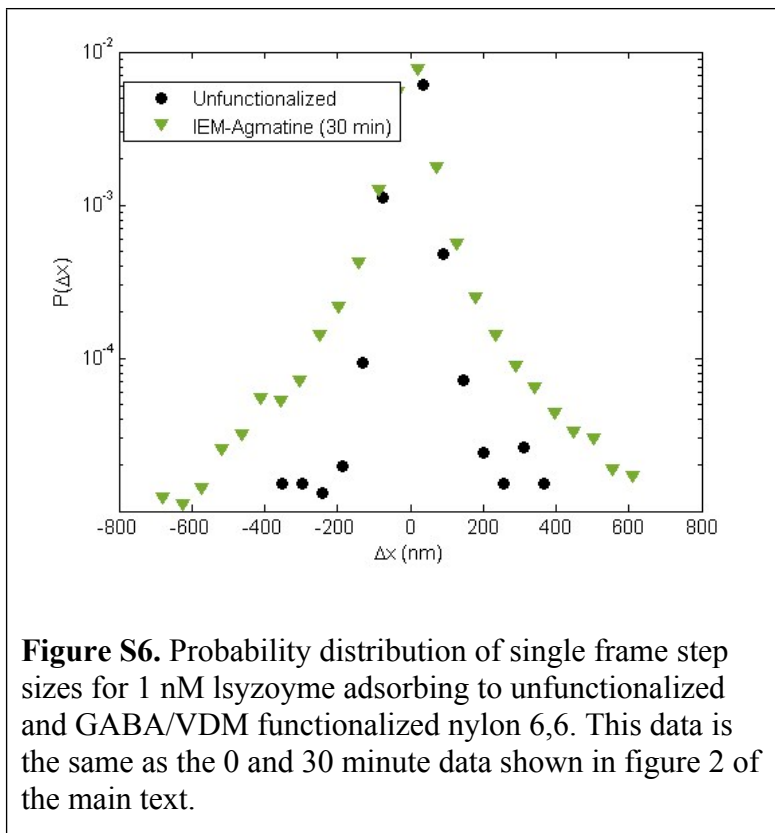 10⁻²
Unfunctionalized
IEM-Agmatine (30 min)
10⁻³
P(Δx)
10⁻⁴
-800 -600 -400 -200 0 200 400 600 800
Δx (nm)
Figure S6. Probability distribution of single frame step
sizes for 1 nM lsyzoyme adsorbing to unfunctionalized
and GABA/VDM functionalized nylon 6,6. This data is
the same as the 0 and 30 minute data shown in figure 2 of
the main text.